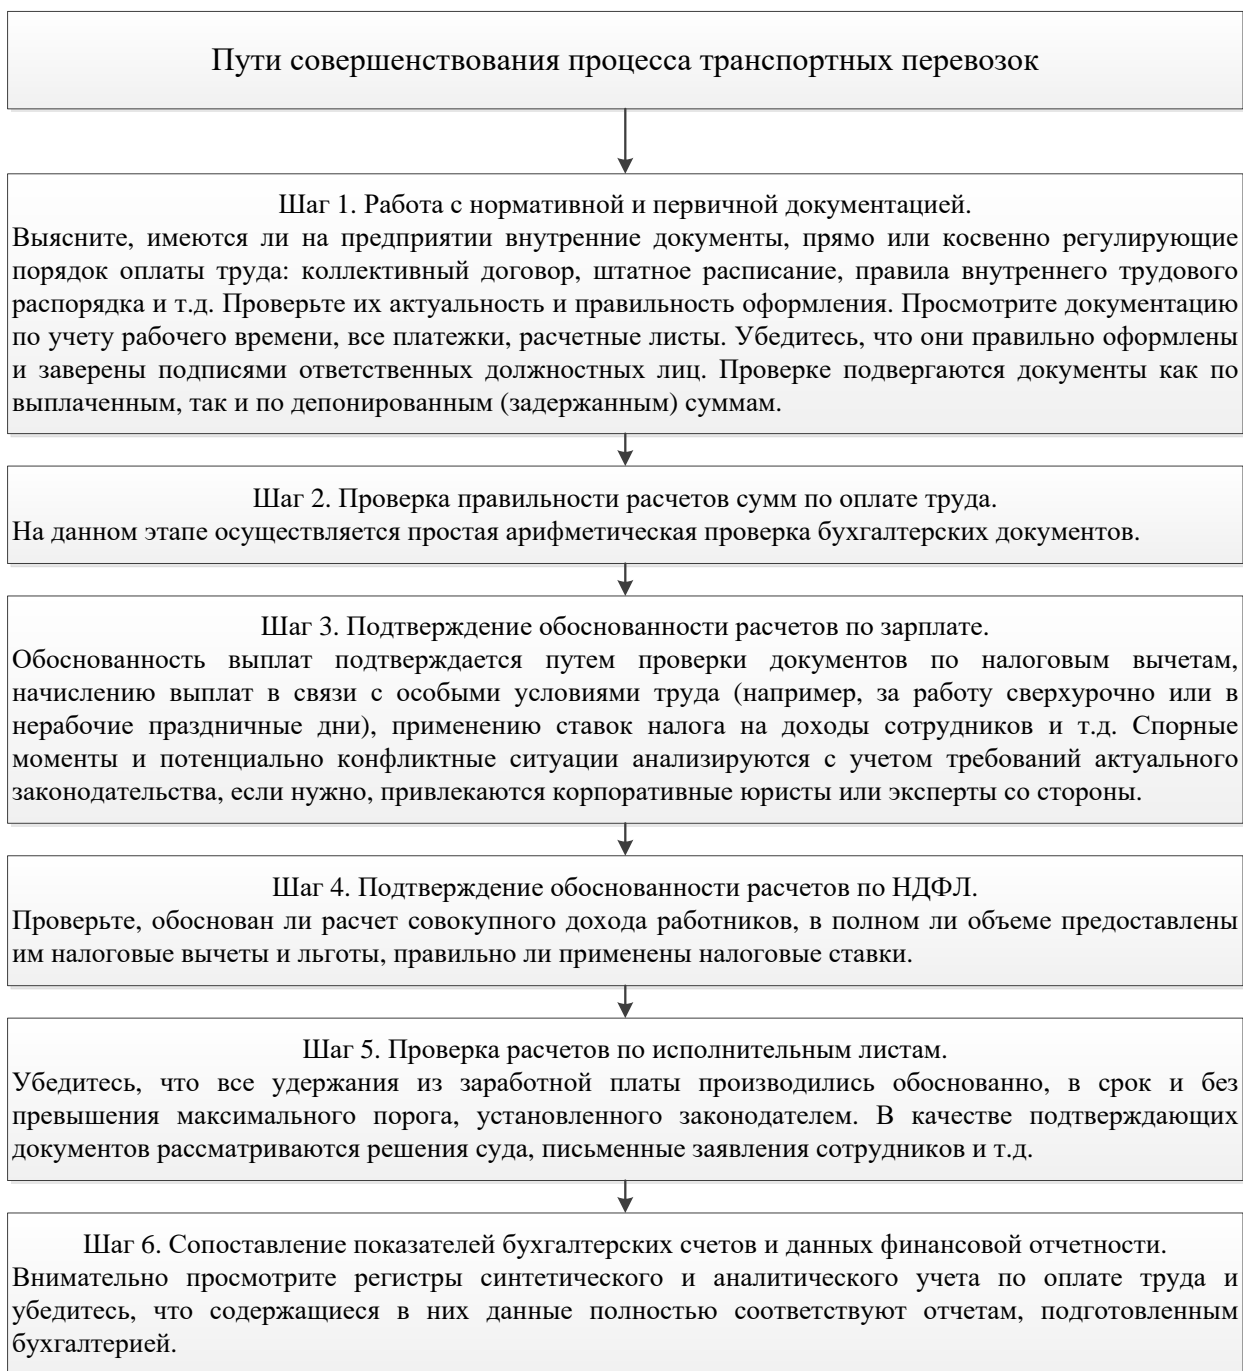 Пути совершенствования процесса транспортных перевозок
Шаг 1. Работа с нормативной и первичной документацией.
Выясните, имеются ли на предприятии внутренние документы, прямо или косвенно регулирующие
порядок оплаты труда: коллективный договор, штатное расписание, правила внутреннего трудового
распорядка и т.д. Проверьте их актуальность и правильность оформления. Просмотрите документацию
по учету рабочего времени, все платежки, расчетные листы. Убедитесь, что они правильно оформлены
и заверены подписями ответственных должностных лиц. Проверке подвергаются документы как по
выплаченным, так и по депонированным (задержанным) суммам.
Шаг 2. Проверка правильности расчетов сумм по оплате труда.
На данном этапе осуществляется простая арифметическая проверка бухгалтерских документов.
Шаг 3. Подтверждение обоснованности расчетов по зарплате.
Обоснованность выплат подтверждается путем проверки документов по налоговым вычетам,
начислению выплат в связи с особыми условиями труда (например, за работу сверхурочно или в
нерабочие праздничные дни), применению ставок налога на доходы сотрудников и т.д. Спорные
моменты и потенциально конфликтные ситуации анализируются с учетом требований актуального
законодательства, если нужно, привлекаются корпоративные юристы или эксперты со стороны.
Шаг 4. Подтверждение обоснованности расчетов по НДФЛ.
Проверьте, обоснован ли расчет совокупного дохода работников, в полном ли объеме предоставлены
им налоговые вычеты и льготы, правильно ли применены налоговые ставки.
Шаг 5. Проверка расчетов по исполнительным листам.
Убедитесь, что все удержания из заработной платы производились обоснованно, в срок и без
превышения максимального порога, установленного законодателем. В качестве подтверждающих
документов рассматриваются решения суда, письменные заявления сотрудников и т.д.
Шаг 6. Сопоставление показателей бухгалтерских счетов и данных финансовой отчетности.
Внимательно просмотрите регистры синтетического и аналитического учета по оплате труда и
убедитесь, что содержащиеся в них данные полностью соответствуют отчетам, подготовленным
бухгалтерией.